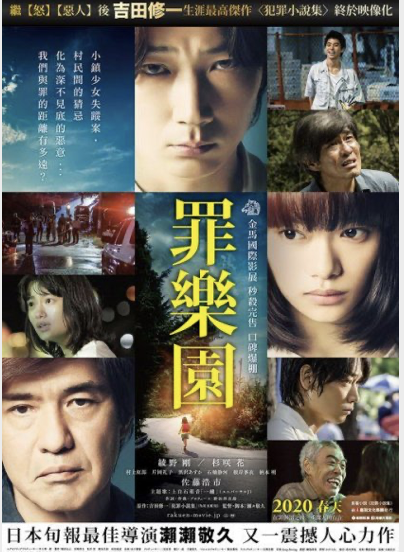 繼【怒】【惡人】後 吉田修一生涯最高傑作〈犯罪小說集〉終於映像化
小鎮少女失蹤案,
村民間的猜忌
化為深不見底的惡意…
我們與罪的距離有多遠?
罪樂園
金馬國際影展 秒殺完售 口碑爆棚
綾野剛/杉咲花
佐藤浩市
rakuen-movie.jp
2020 春天
日本旬報最佳導演瀨瀨敬久 又一震撼人心力作